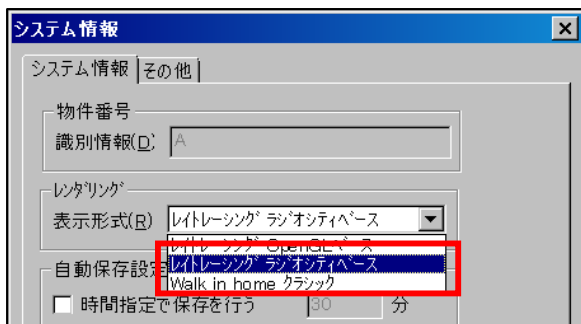 システム情報
システム情報 その他
物件番号
識別情報(D) A
レンダリング
表示形式(R) レイトレーシング ラジオシティベース
レイトレーシング OpenGLベース
レイトレーシング ラジオシティベース
自動保存設定
Walk in home クラシック
時間指定で保存を行う 30 分